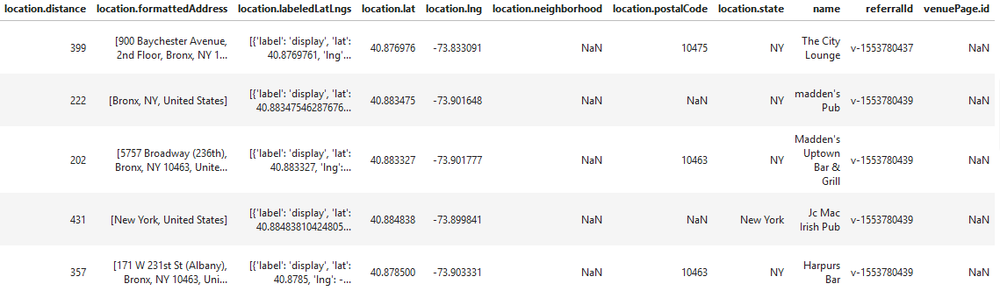 location.distance location.formattedAddress location.labeledLatLngs location.lat location.lng location.neighborhood location.postalCode location.state name referralId venuePage.id
[900 Baychester Avenue, [{'label': 'display', 'lat': The City
399 40.876976 -73.833091 NaN 10475 NY v-1553780437 NaN
2nd Floor, Bronx, NY 1... 40.8769761, 'lng'... Lounge
[{'label': 'display', 'lat': madden's
222 [Bronx, NY, United States] 40.883475 -73.901648 NaN NaN NY v-1553780439 NaN
40.88347546287676... Pub
Madden's
[5757 Broadway (236th), [{'label': 'display', 'lat': Uptown
202 40.883327 -73.901777 NaN 10463 NY v-1553780439 NaN
Bronx, NY 10463, Unite... 40.883327, 'lng':... Bar &
Grill
[{'label': 'display', 'lat': Jc Mac
431 [New York, United States] 40.884838 -73.899841 NaN NaN New York v-1553780439 NaN
40.88483810424805... Irish Pub
[171 W 231st St (Albany), [{'label': 'display', 'lat': Harpurs
357 40.878500 -73.903331 NaN 10463 NY v-1553780439 NaN
Bronx, NY 10463, Uni... 40.8785, 'lng': -... Bar